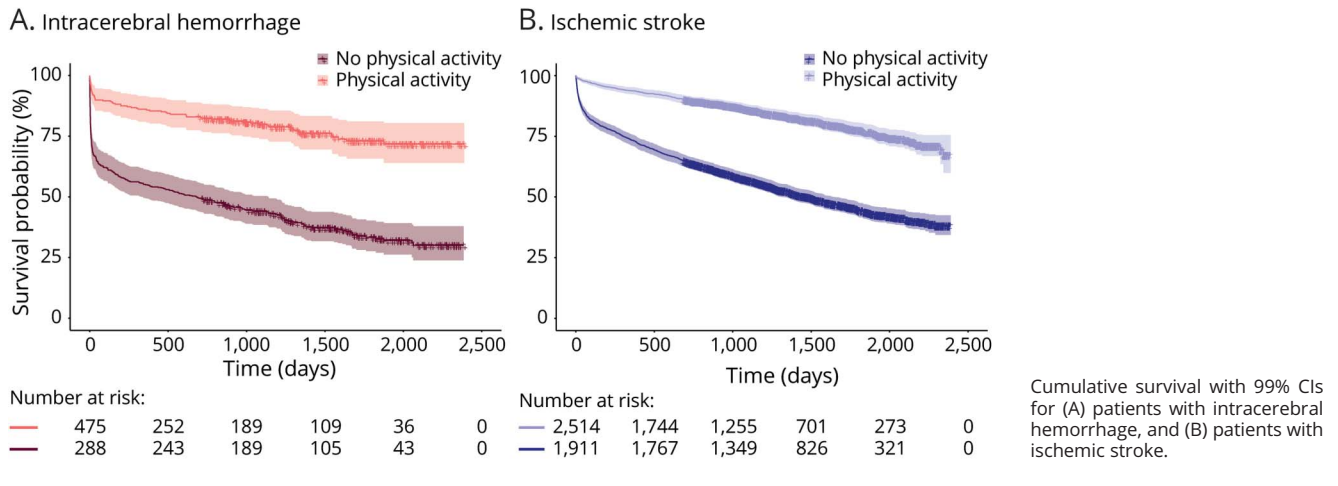 A. Intracerebral hemorrhage
No physical activity
Physical activity
Survival probability (%)
100
75
50
25
0
0 500 1,000 1,500 2,000 2,500
Time (days)
Number at risk:
475 252 189 109 36 0
288 243 189 105 43 0
B. Ischemic stroke
No physical activity
Physical activity
100
75
50
25
0
0 500 1,000 1,500 2,000 2,500
Time (days)
Number at risk:
2,514 1,744 1,255 701 273 0
1,911 1,767 1,349 826 321 0
Cumulative survival with 99% CIs
for (A) patients with intracerebral
hemorrhage, and (B) patients with
ischemic stroke.